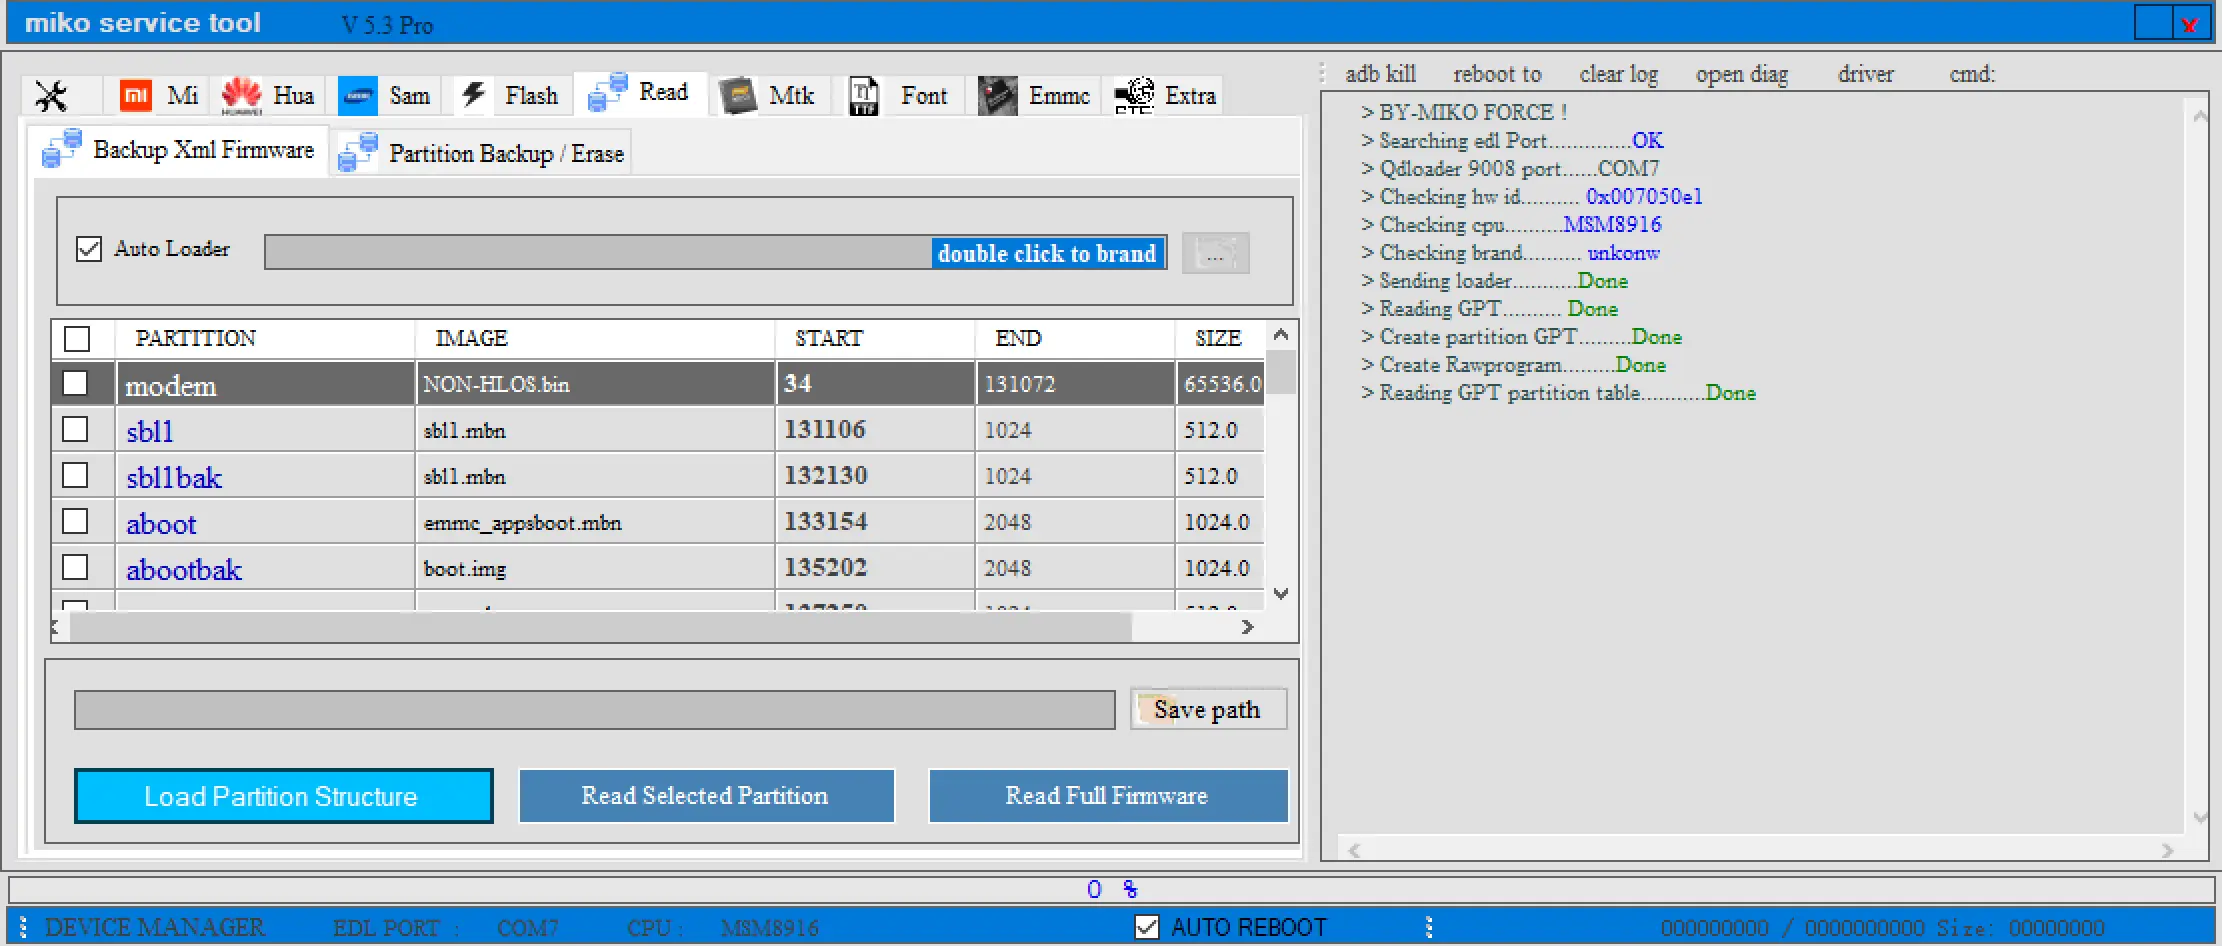 miko service tool V 5.3 Pro x
Mi Hua Sam Flash Read Mtk Font Emmc Extra
Backup Xml Firmware Partition Backup / Erase
Auto Loader double click to brand ...
PARTITION IMAGE START END SIZE
modem NON-HLOS.bin 34 131072 65536.0
sbl1 sbl1.mbn 131106 1024 512.0
sbl1bak sbl1.mbn 132130 1024 512.0
aboot emmc_appsboot.mbn 133154 2048 1024.0
abootbak boot.img 135202 2048 1024.0
Save path
Load Partition Structure Read Selected Partition Read Full Firmware
adb kill reboot to clear log open diag driver cmd:
> BY-MIKO FORCE !
> Searching edl Port..............OK
> Qdloader 9008 port......COM7
> Checking hw id.......... 0x007050e1
> Checking cpu..........MSM8916
> Checking brand.......... unkonw
> Sending loader...........Done
> Reading GPT.......... Done
> Create partition GPT.........Done
> Create Rawprogram.........Done
> Reading GPT partition table...........Done
0 %
DEVICE MANAGER EDL PORT : COM7 CPU : MSM8916 AUTO REBOOT 000000000 / 0000000000 Size: 00000000